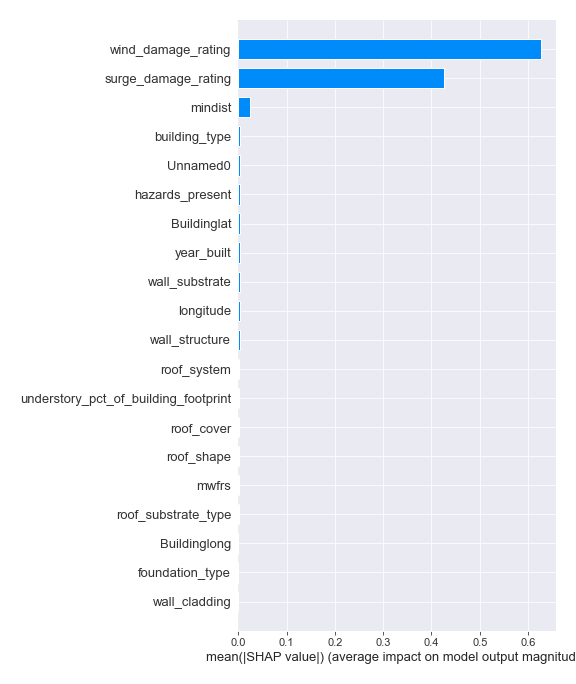 wind_damage_rating
surge_damage_rating
mindist
building_type
Unnamed0
hazards_present
Buildinglat
year_built
wall_substrate
longitude
wall_structure
roof_system
understory_pct_of_building_footprint
roof_cover
roof_shape
mwfrs
roof_substrate_type
Buildinglong
foundation_type
wall_cladding
0.0 0.1 0.2 0.3 0.4 0.5 0.6
mean(|SHAP value|) (average impact on model output magnitud